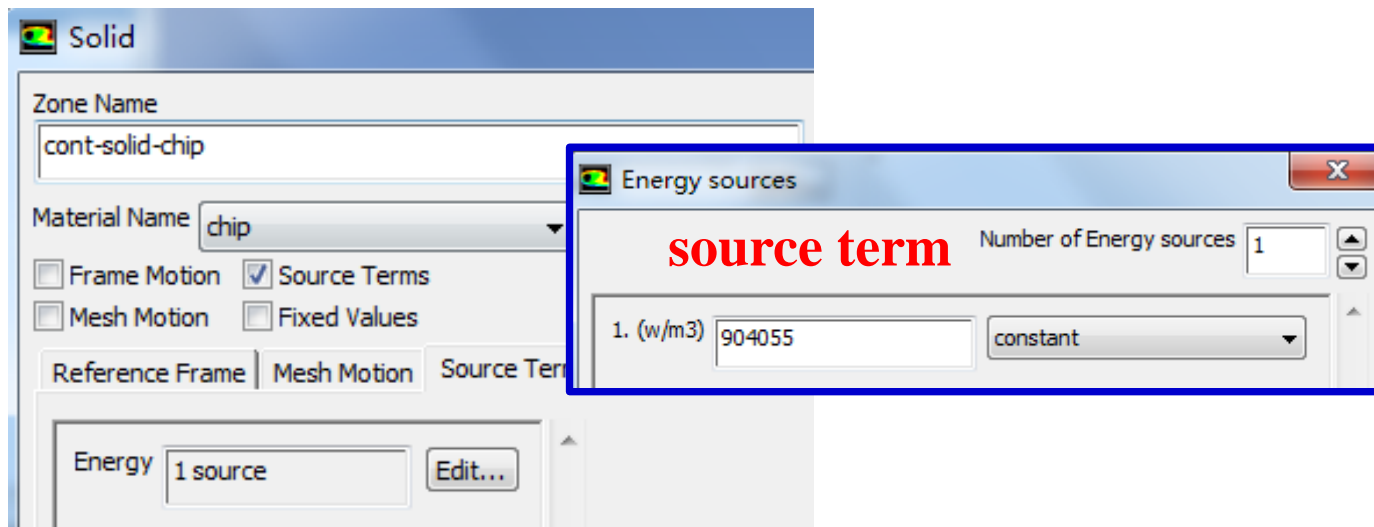 Solid
Zone Name
cont-solid-chip
Material Name chip
Frame Motion Source Terms
Mesh Motion Fixed Values
Reference Frame Mesh Motion Source
Energy 1 source Edit...
Energy sources
source term Number of Energy sources 1
1. (w/m3) 904055 constant